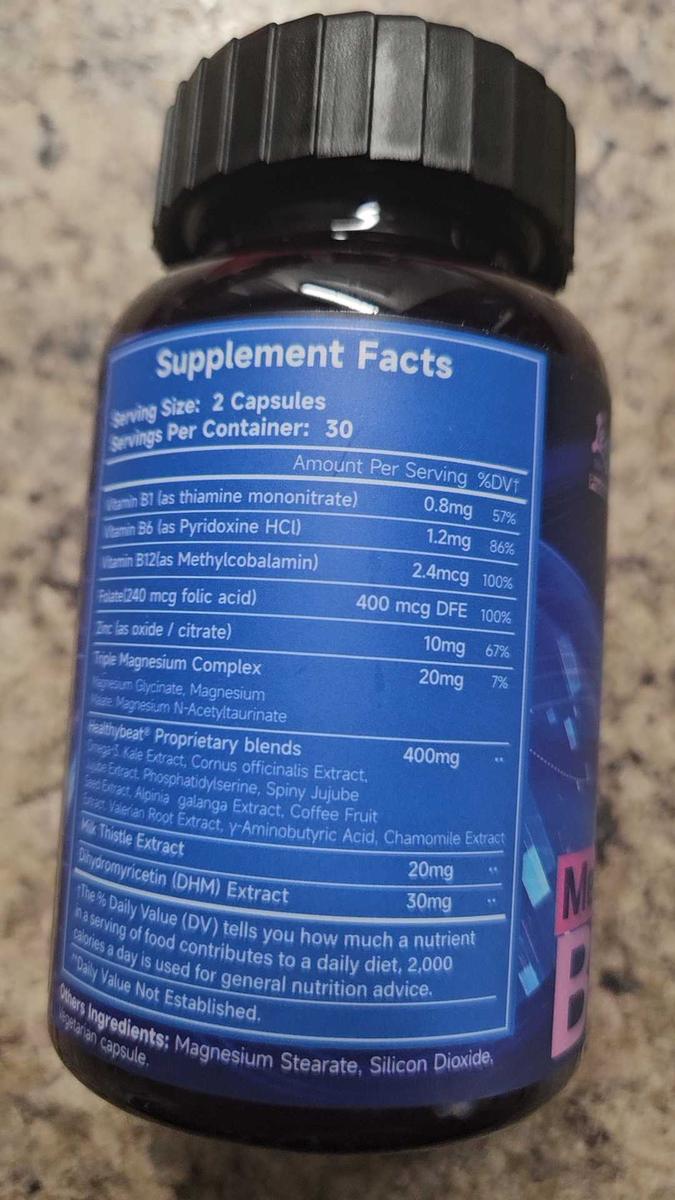 Supplement Facts
Serving Size: 2 Capsules
Servings Per Container: 30
Amount Per Serving %DV†
Vitamin B1 (as thiamine mononitrate) 0.8mg 57%
Vitamin B6 (as Pyridoxine HCl) 1.2mg 86%
Vitamin B12(as Methylcobalamin) 2.4mcg 100%
Folate(240 mcg folic acid) 400 mcg DFE 100%
Zinc (as oxide / citrate) 10mg 67%
Triple Magnesium Complex 20mg 7%
Magnesium Glycinate, Magnesium
Malate, Magnesium N-Acetyltaurinate
Healthybeat® Proprietary blends 400mg **
Omega-3, Kale Extract, Cornus officinalis Extract,
Jujube Extract, Phosphatidylserine, Spiny Jujube
Seed Extract, Alpinia galanga Extract, Coffee Fruit
Extract, Valerian Root Extract, γ-Aminobutyric Acid, Chamomile Extract
Milk Thistle Extract 20mg **
Dihydromyricetin (DHM) Extract 30mg **
†The % Daily Value (DV) tells you how much a nutrient
in a serving of food contributes to a daily diet, 2,000
calories a day is used for general nutrition advice.
**Daily Value Not Established.
Others Ingredients: Magnesium Stearate, Silicon Dioxide,
Vegetarian capsule.